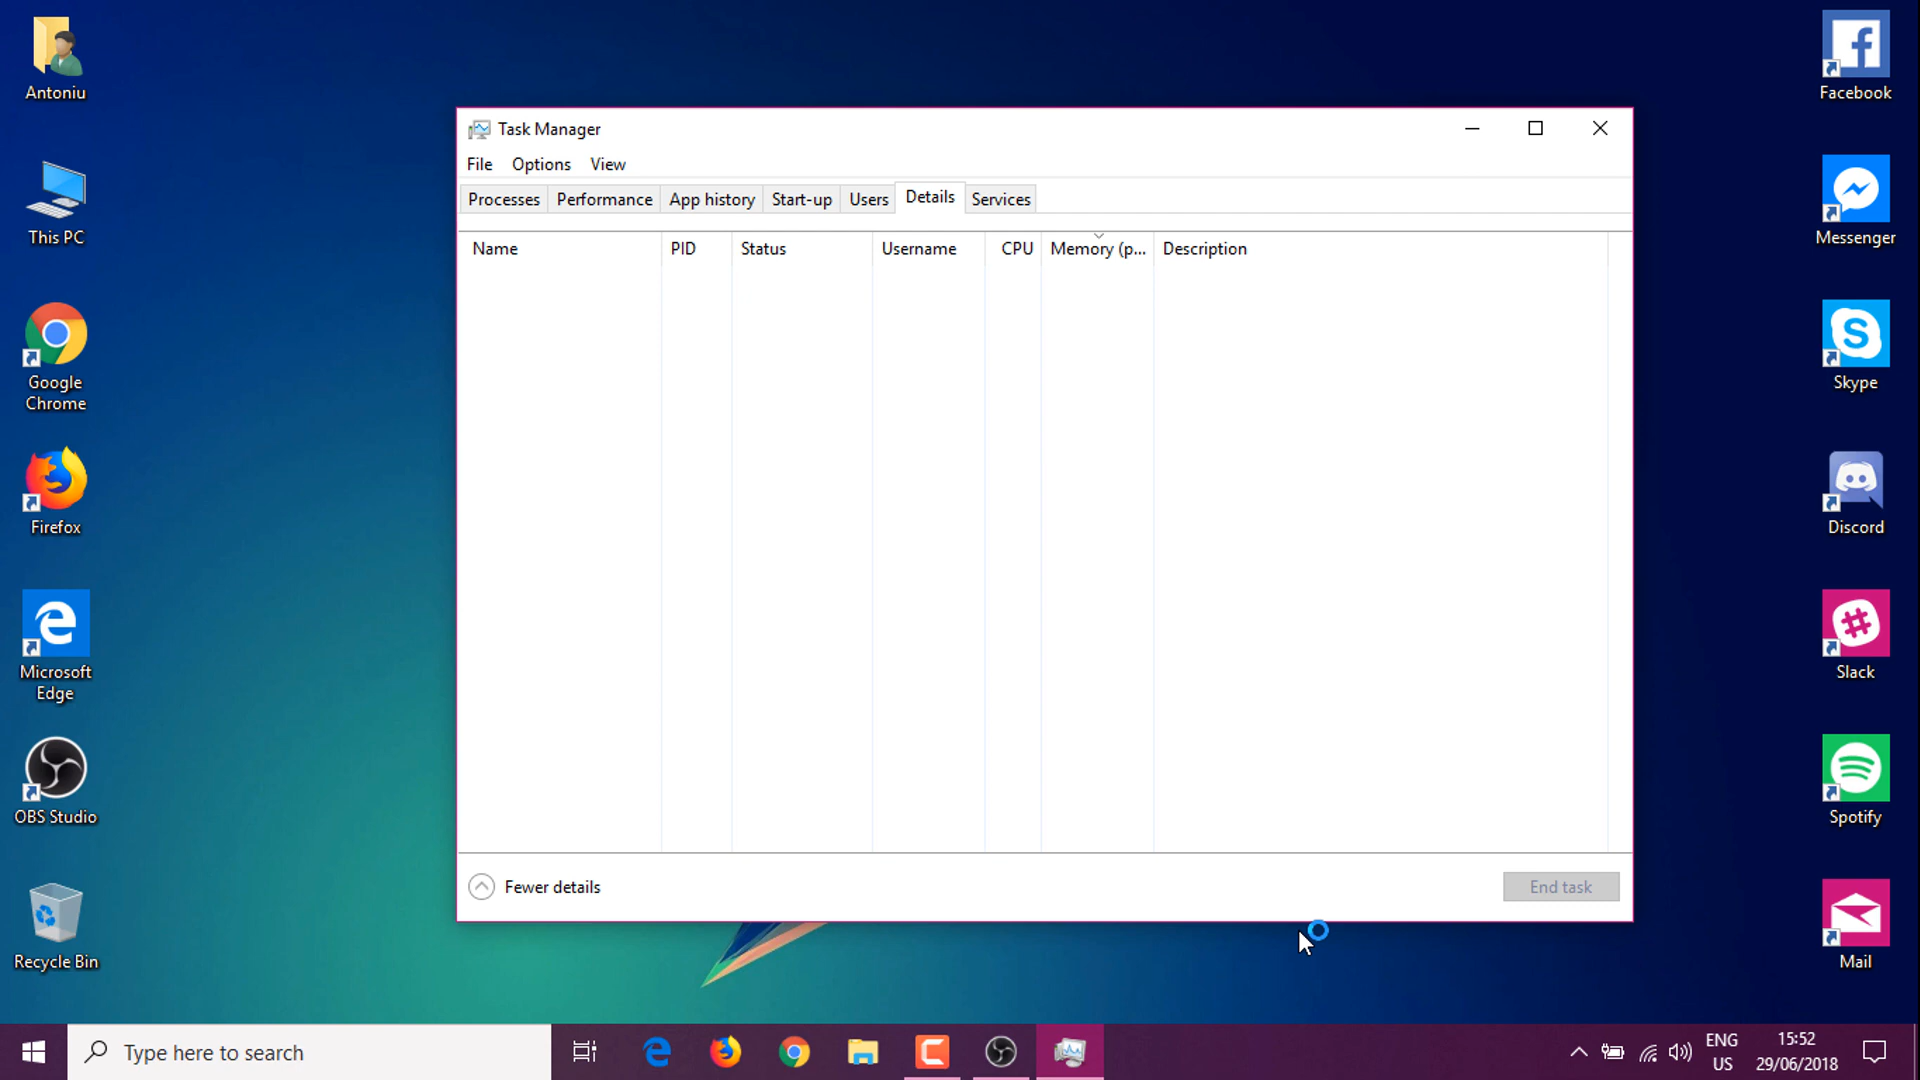 Antoniu
This PC
Google
Chrome
Firefox
Microsoft
Edge
OBS Studio
Recycle Bin
Task Manager
File Options View
Processes Performance App history Start-up Users Details Services
Name PID Status Username CPU Memory (p... Description
Fewer details
End task
Facebook
Messenger
Skype
Discord
Slack
Spotify
Mail
Type here to search
ENG
US
15:52
29/06/2018